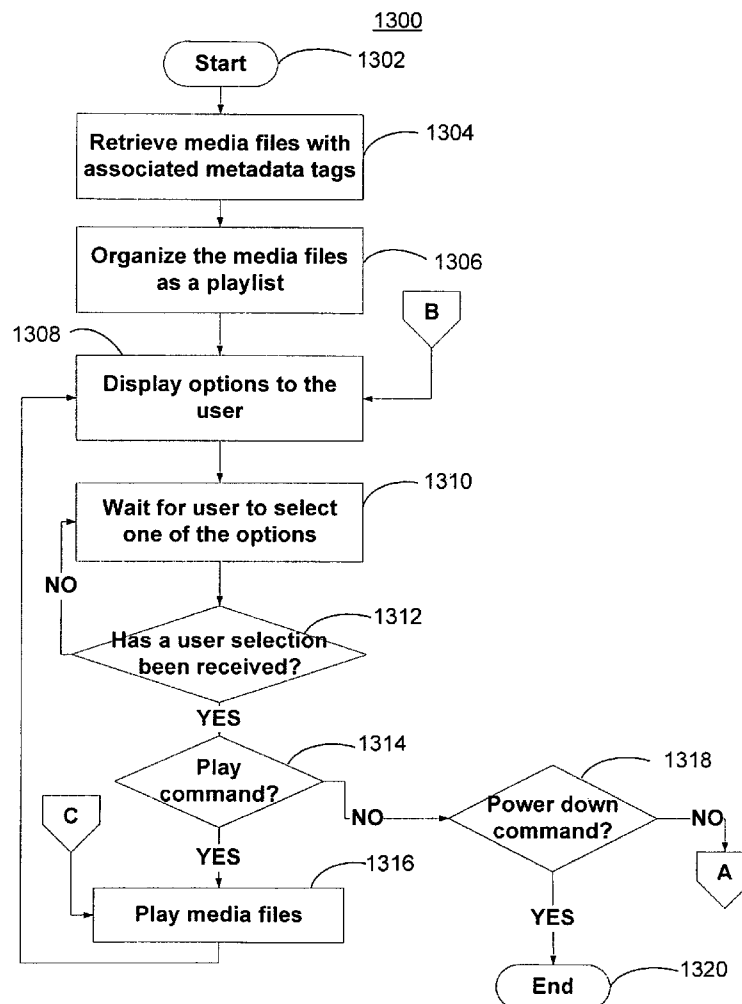 1300
Start
1302
Retrieve media files with
associated metadata tags
1304
Organize the media files
as a playlist
1306
B
1308
Display options to the
user
Wait for user to select
one of the options
1310
NO
Has a user selection
been received?
1312
YES
Play
command?
1314
NO
Power down
command?
1318
NO
A
C
YES
Play media files
1316
YES
End
1320